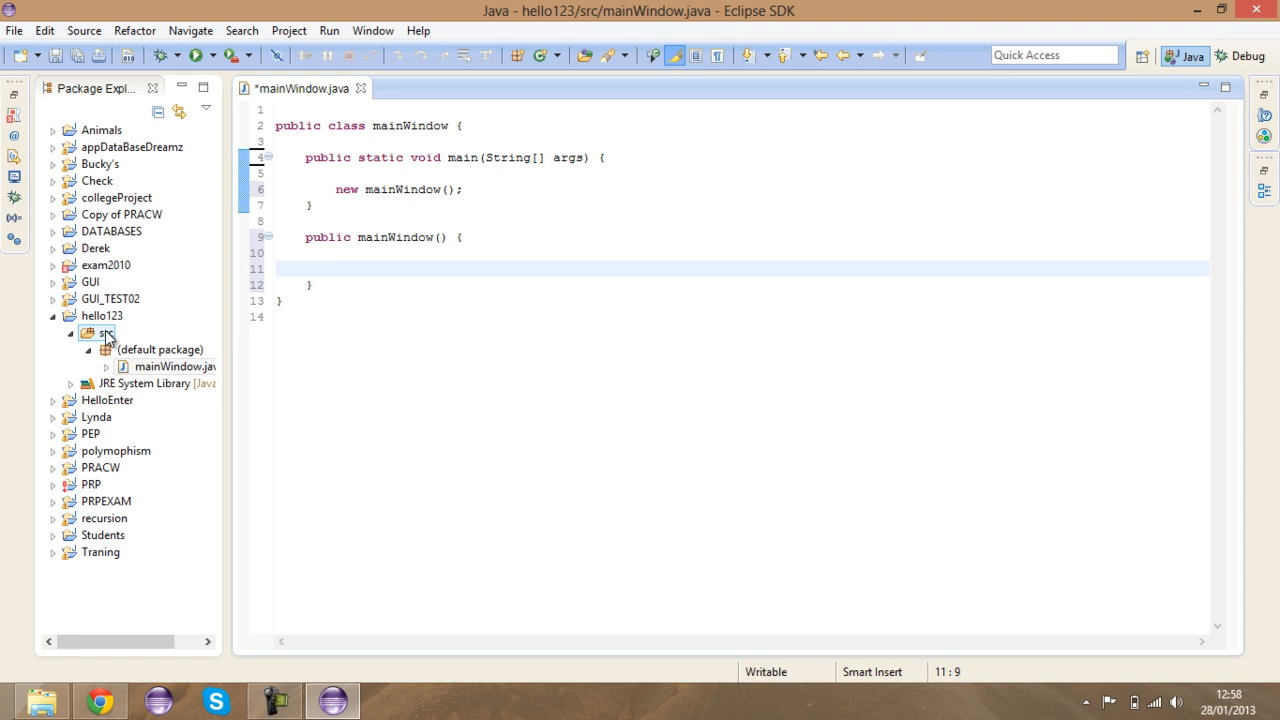 Java - hello123/src/mainWindow.java - Eclipse SDK
File Edit Source Refactor Navigate Search Project Run Window Help
Quick Access
Java
Debug
Package Expl...
*mainWindow.java
Animals
appDataBaseDreamz
Bucky's
Check
collegeProject
Copy of PRACW
DATABASES
Derek
exam2010
GUI
GUI_TEST02
hello123
src
(default package)
mainWindow.jav
JRE System Library [Java
HelloEnter
Lynda
PEP
polymophism
PRACW
PRP
PRPEXAM
recursion
Students
Traning
1
2 public class mainWindow {
3
4 public static void main(String[] args) {
5
6 new mainWindow();
7 }
8
9 public mainWindow() {
10
11
12 }
13 }
14
Writable
Smart Insert
11 : 9
12:58
28/01/2013